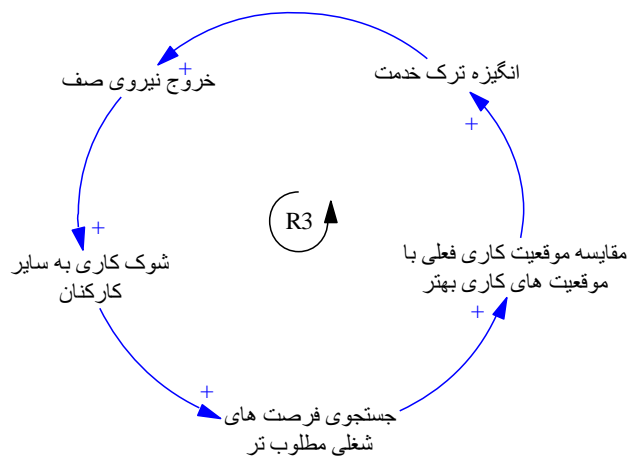 انگیزه ترک خدمت
+
خروج نیروی صف
+
شوک کاری به سایر
کارکنان
+
جستجوی فرصت های
شغلی مطلوب تر
+
مقایسه موقعیت کاری فعلی با
موقعیت های کاری بهتر
+
R3